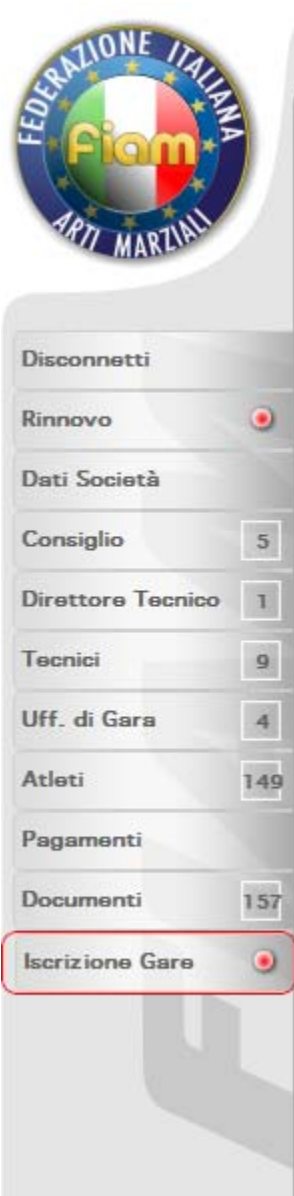 FEDERAZIONE ITALIANA
Fiam
ARTI MARZIALI
Disconnetti
Rinnovo
Dati Società
Consiglio 5
Direttore Tecnico 1
Tecnici 9
Uff. di Gara 4
Atleti 149
Pagamenti
Documenti 157
Iscrizione Gare